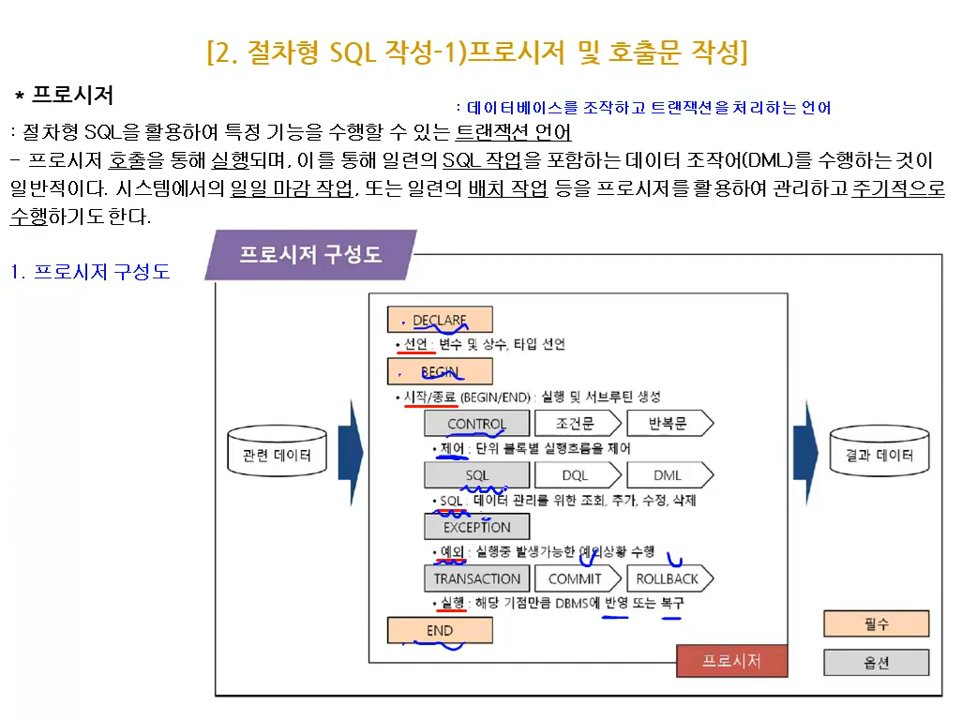 [2. 절차형 SQL 작성-1)프로시저 및 호출문 작성]
* 프로시저
: 데이터베이스를 조작하고 트랜잭션을 처리하는 언어
: 절차형 SQL을 활용하여 특정 기능을 수행할 수 있는 트랜잭션 언어
- 프로시저 호출을 통해 실행되며, 이를 통해 일련의 SQL 작업을 포함하는 데이터 조작어(DML)를 수행하는 것이
일반적이다. 시스템에서의 일일 마감 작업, 또는 일련의 배치 작업 등을 프로시저를 활용하여 관리하고 주기적으로
수행하기도 한다.
1. 프로시저 구성도
프로시저 구성도
DECLARE
• 선언 : 변수 및 상수, 타입 선언
BEGIN
• 시작/종료 (BEGIN/END) : 실행 및 서브루틴 생성
CONTROL 조건문 반복문
• 제어 : 단위 블록별 실행흐름을 제어
관련 데이터
결과 데이터
SQL DQL DML
• SQL : 데이터 관리를 위한 조회, 추가, 수정, 삭제
EXCEPTION
• 예외 : 실행중 발생가능한 예외상황 수행
TRANSACTION COMMIT ROLLBACK
• 실행 : 해당 기점만큼 DBMS에 반영 또는 복구
END
프로시저
필수
옵션